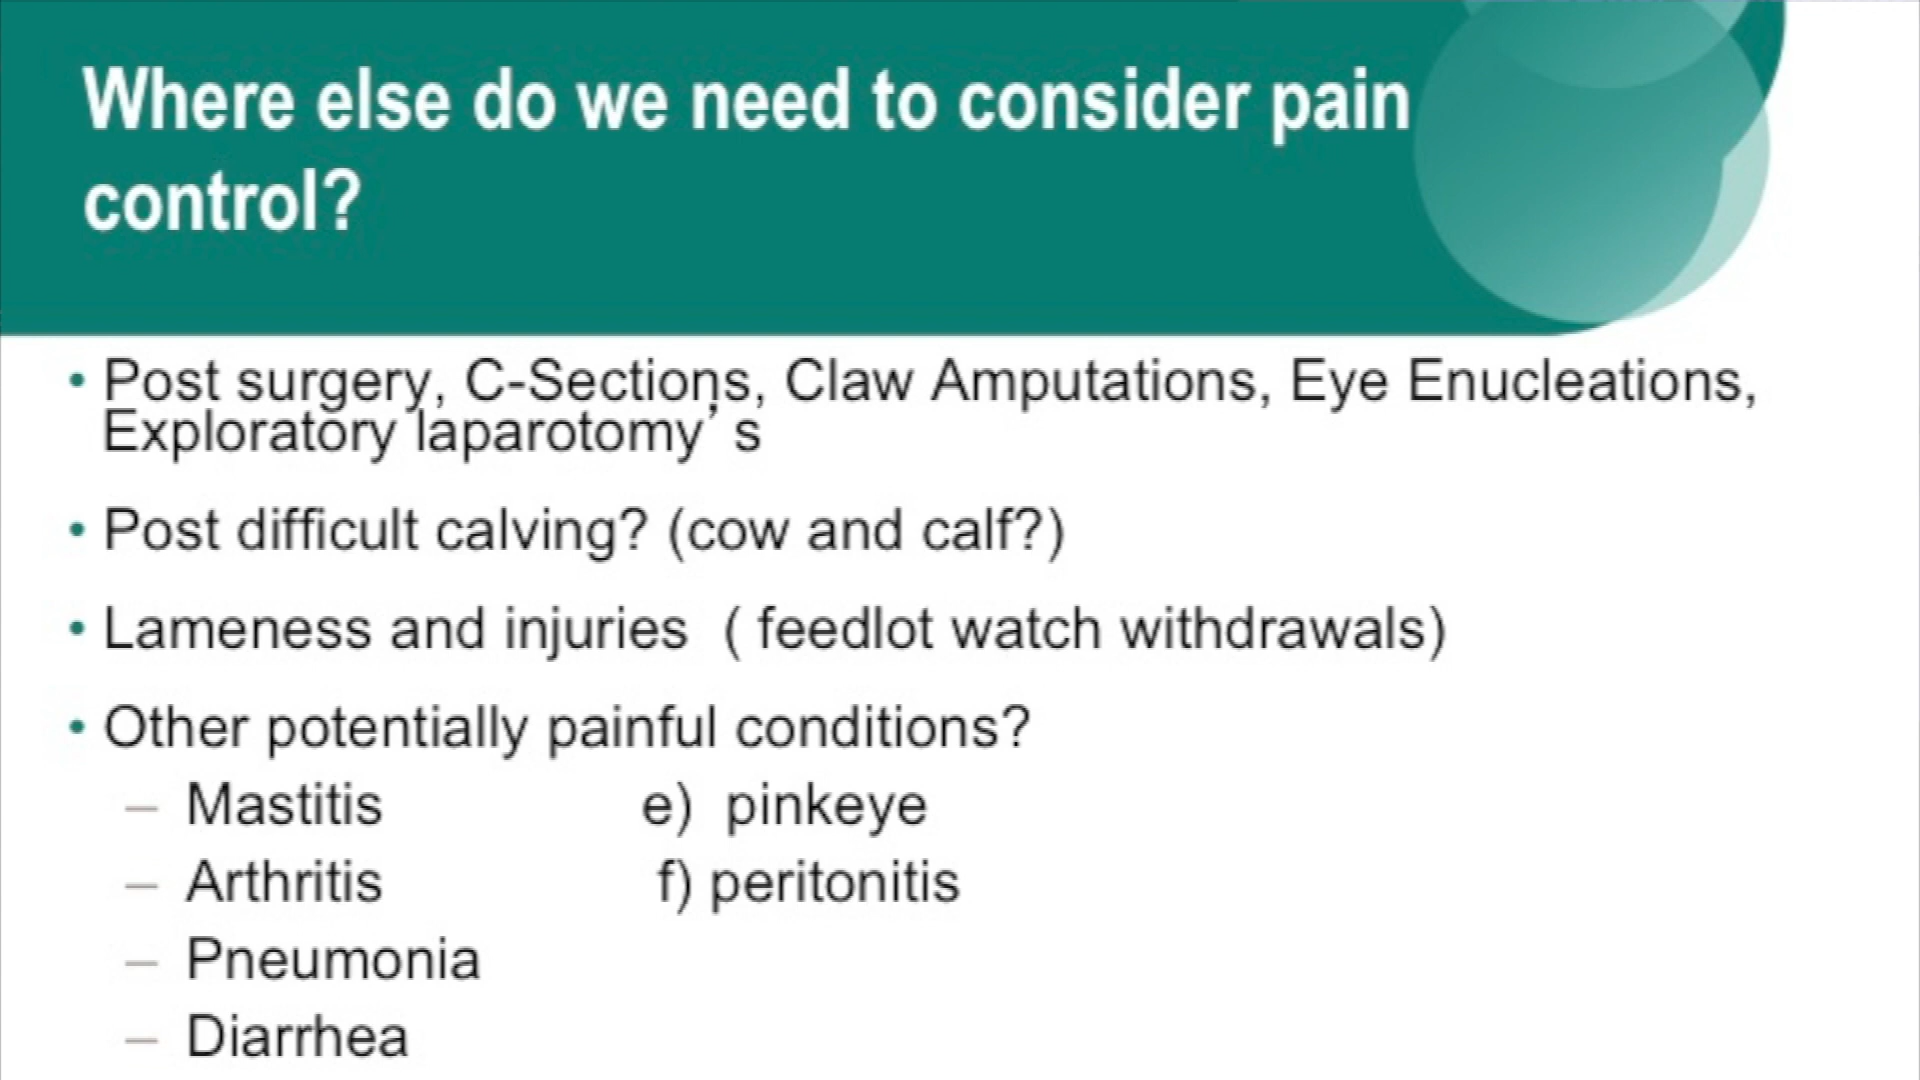 Where else do we need to consider pain
control?
• Post surgery, C-Sections, Claw Amputations, Eye Enucleations,
Exploratory laparotomy’s
• Post difficult calving? (cow and calf?)
• Lameness and injuries ( feedlot watch withdrawals)
• Other potentially painful conditions?
– Mastitis e) pinkeye
– Arthritis f) peritonitis
– Pneumonia
– Diarrhea